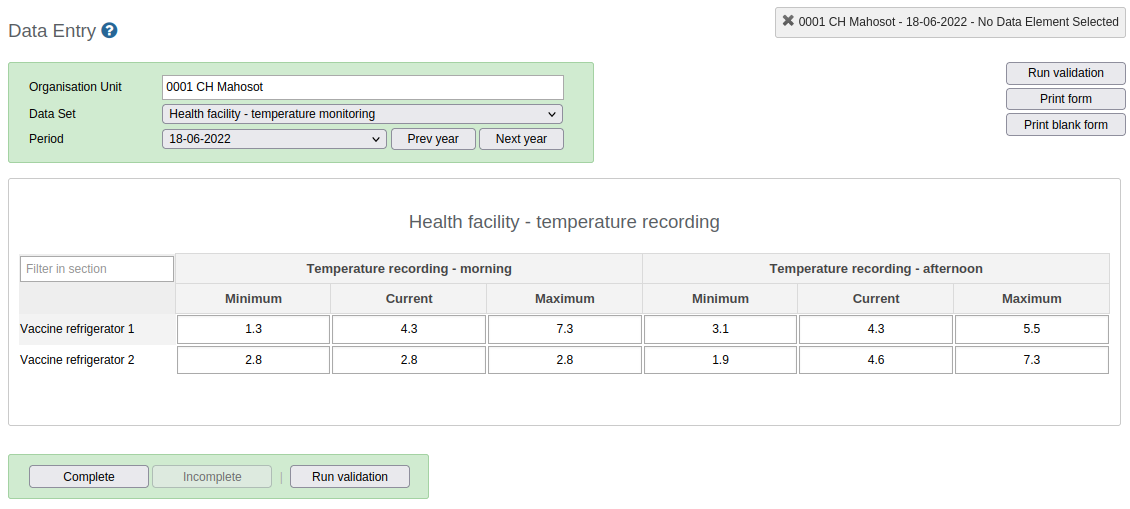 Data Entry ?
✖ 0001 CH Mahosot - 18-06-2022 - No Data Element Selected
Organisation Unit 0001 CH Mahosot
Data Set Health facility - temperature monitoring
Period 18-06-2022 Prev year Next year
Run validation
Print form
Print blank form
Health facility - temperature recording
Filter in section Temperature recording - morning Temperature recording - afternoon
Minimum Current Maximum Minimum Current Maximum
Vaccine refrigerator 1 1.3 4.3 7.3 3.1 4.3 5.5
Vaccine refrigerator 2 2.8 2.8 2.8 1.9 4.6 7.3
Complete Incomplete | Run validation